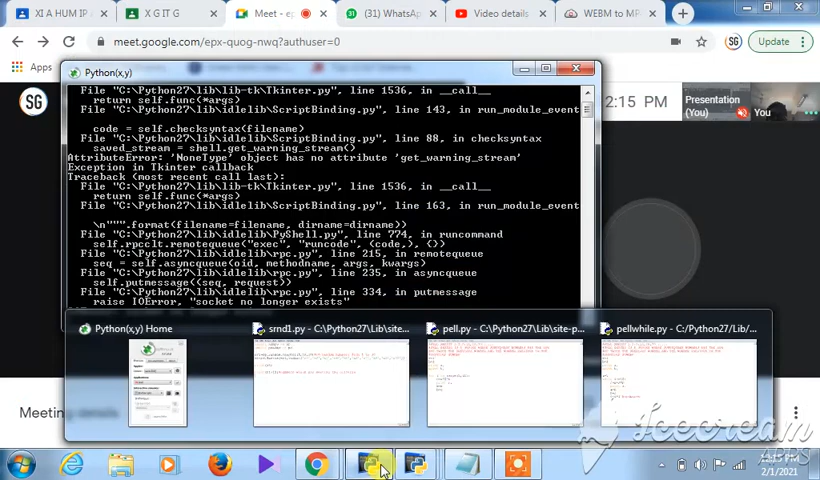 XI A HUM IP
X G IT G
Meet - ep
(31) WhatsA
Video details
WEBM to MP
meet.google.com/epx-quog-nwq?authuser=0
SG
Update
Apps
Python(x,y)
SG
2:15 PM
Presentation
(You)
You
File "C:\Python27\lib\lib-tk\Tkinter.py", line 1536, in __call__
return self.func(*args)
File "C:\Python27\lib\idlelib\ScriptBinding.py", line 143, in run_module_event
code = self.checksyntax(filename)
File "C:\Python27\lib\idlelib\ScriptBinding.py", line 88, in checksyntax
saved_stream = shell.get_warning_stream()
AttributeError: 'NoneType' object has no attribute 'get_warning_stream'
Exception in Tkinter callback
Traceback (most recent call last):
File "C:\Python27\lib\lib-tk\Tkinter.py", line 1536, in __call__
return self.func(*args)
File "C:\Python27\lib\idlelib\ScriptBinding.py", line 163, in run_module_event
\n""".format(filename=filename, dirname=dirname))
File "C:\Python27\lib\idlelib\PyShell.py", line 774, in runcommand
self.rpcclt.remotequeue("exec", "runcode", (code,), {})
File "C:\Python27\lib\idlelib\rpc.py", line 215, in remotequeue
seq = self.asyncqueue(oid, methodname, args, kwargs)
File "C:\Python27\lib\idlelib\rpc.py", line 235, in asyncqueue
self.putmessage((seq, request))
File "C:\Python27\lib\idlelib\rpc.py", line 334, in putmessage
raise IOError, "socket no longer exists"
Python(x,y) Home
srnd1.py - C:\Python27\Lib\site...
pell.py - C:\Python27\Lib\site-p...
pellwhile.py - C:/Python27/Lib/...
Meeting details
Icecream
APPS
2/1/2021